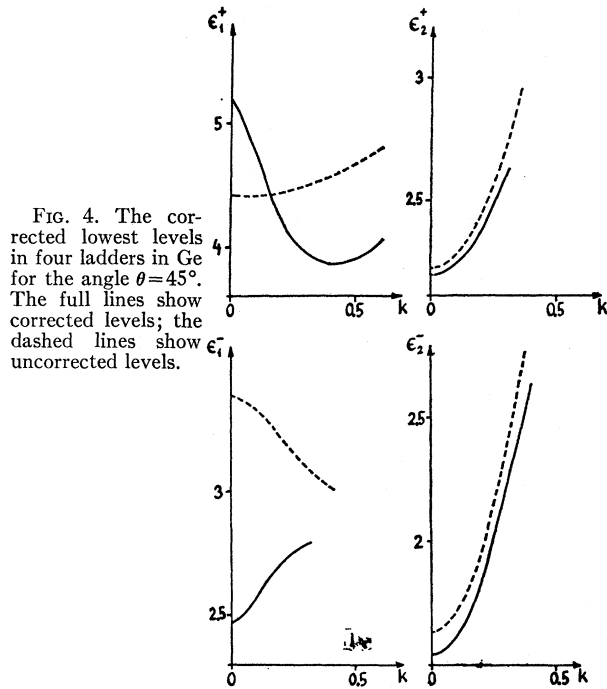 FIG. 4. The cor-
rected lowest levels
in four ladders in Ge
for the angle θ=45°.
The full lines show
corrected levels; the
dashed lines show
uncorrected levels.
ϵ₁⁺
5
4
0
0.5
k
ϵ₂⁺
3
2.5
0
0.5
k
ϵ₁⁻
3
2.5
0
0.5
k
ϵ₂⁻
2.5
2
0
0.5
k